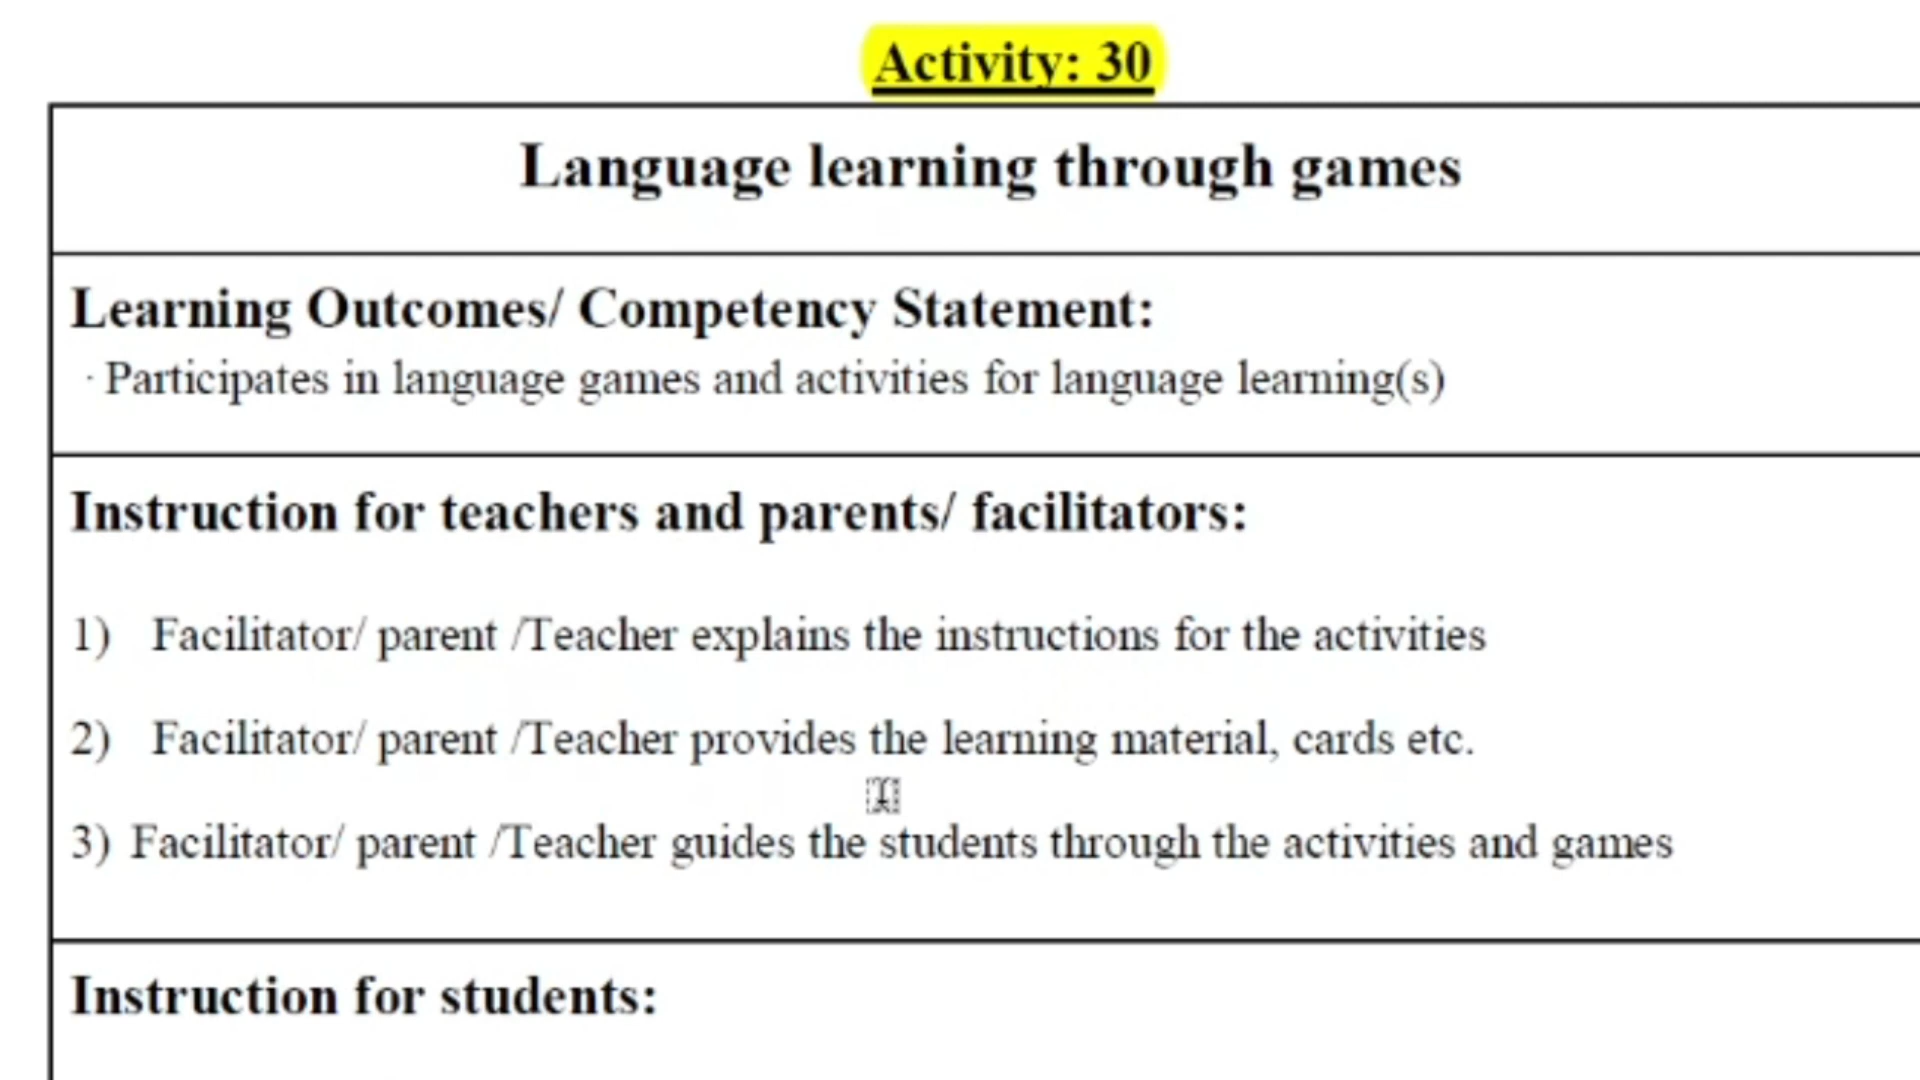 Activity: 30
Language learning through games
Learning Outcomes/ Competency Statement:
· Participates in language games and activities for language learning(s)
Instruction for teachers and parents/ facilitators:
1) Facilitator/ parent /Teacher explains the instructions for the activities
2) Facilitator/ parent /Teacher provides the learning material, cards etc.
3) Facilitator/ parent /Teacher guides the students through the activities and games
Instruction for students: